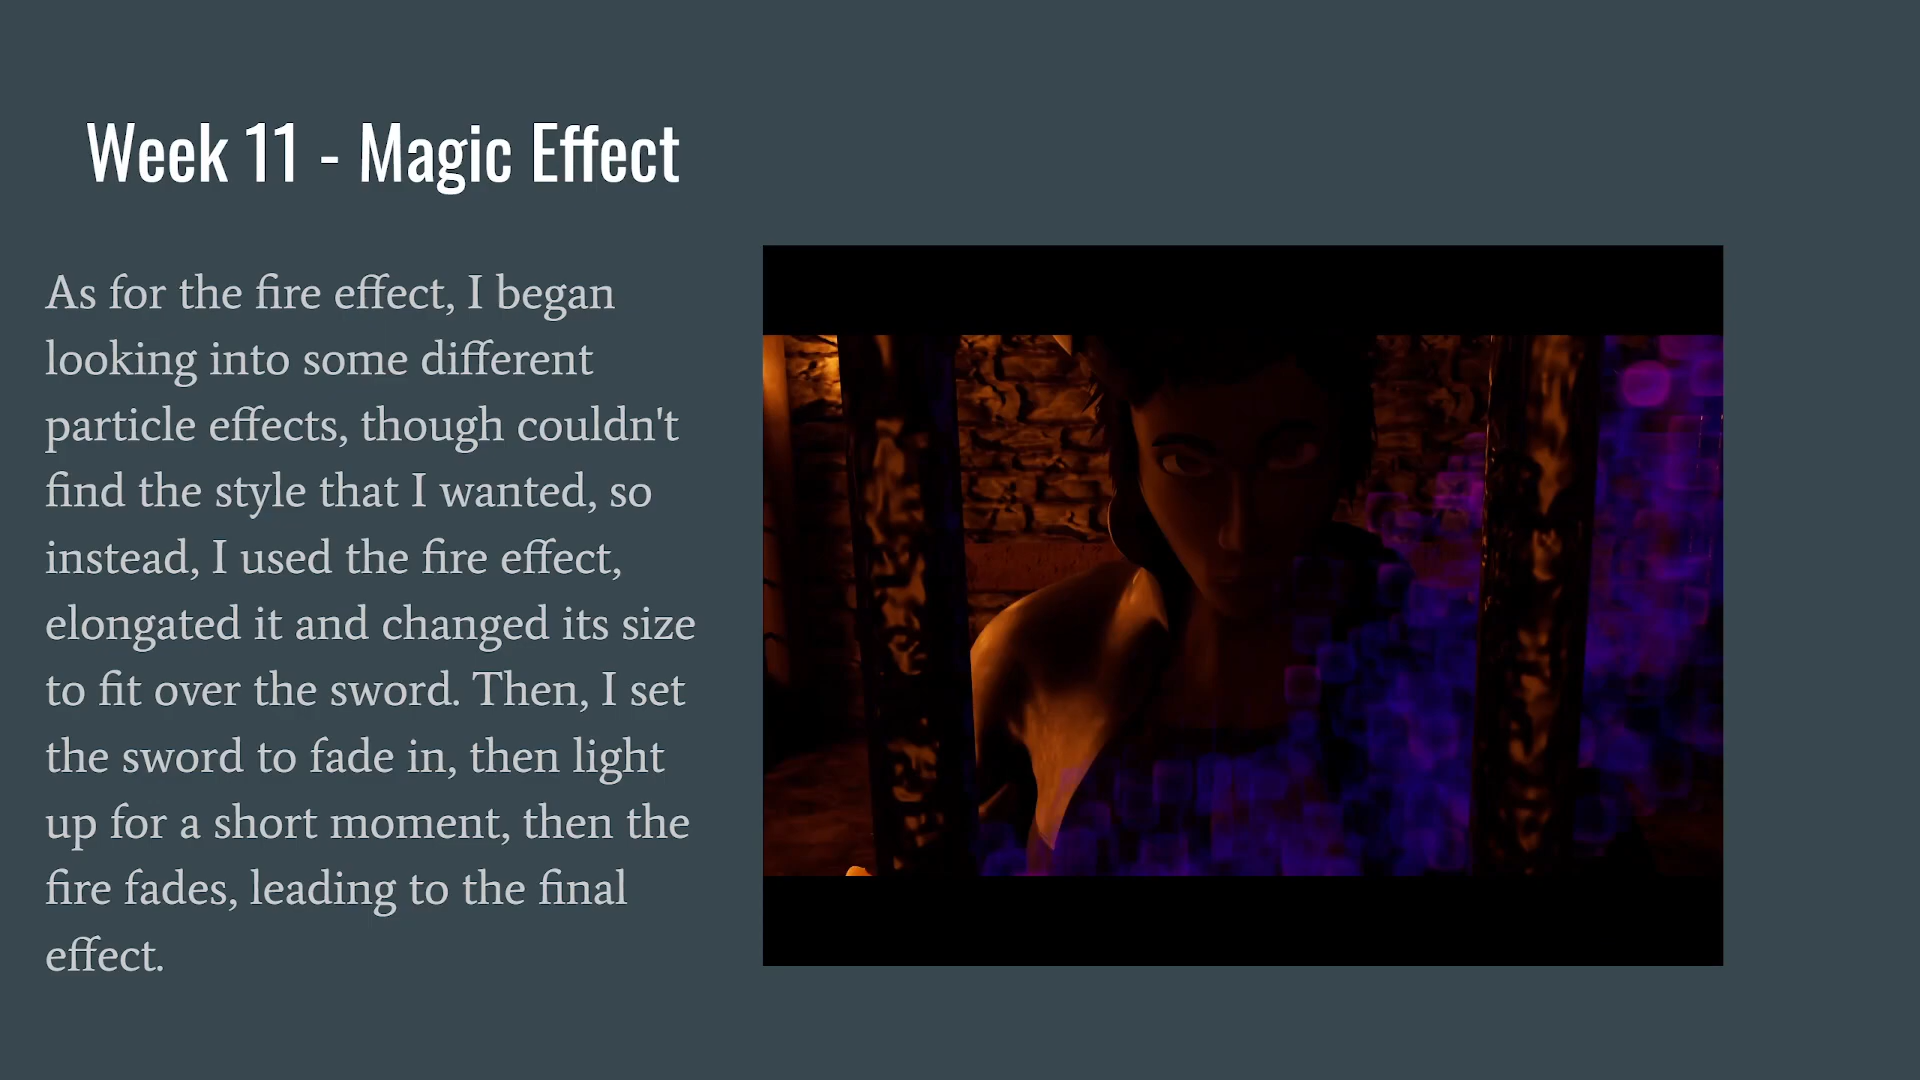 Week 11 - Magic Effect
As for the fire effect, I began
looking into some different
particle effects, though couldn't
find the style that I wanted, so
instead, I used the fire effect,
elongated it and changed its size
to fit over the sword. Then, I set
the sword to fade in, then light
up for a short moment, then the
fire fades, leading to the final
effect.